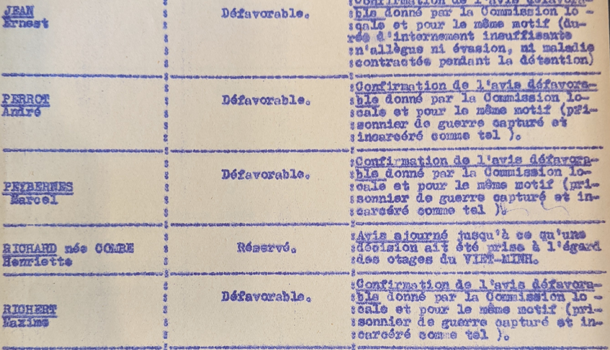 Confirmation de l'avis défavora-
JEAN Défavorable. ble donné par la Commission lo -
Ernest cale et pour le même motif (du-
rée d'internement insuffisante
n'allègue ni évasion, ni maladie
contractée pendant la détention)
Confirmation de l'avis défavora-
PERROT Défavorable. ble donné par la Commission lo-
André cale et pour le même motif (pri-
sonnier de guerre capturé et
incarcéré comme tel ).
Confirmation de l'avis défavora-
Défavorable. ble donné par la Commission lo-
PEYBERNES cale et pour le même motif (pri-
Marcel sonnier de guerre capturé et in-
carcéré comme tel ).
Avis ajourné jusqu'à ce qu'une
RICHARD née COMBE Réservé. décision ait été prise à l'égard
Henriette des otages du VIET-MINH.
Confirmation de l'avis défavora-
Défavorable. ble donné par la Commission lo -
RICHERT cale et pour le même motif (pri-
Maxime sonnier de guerre capturé et in-
carcéré comme tel ).